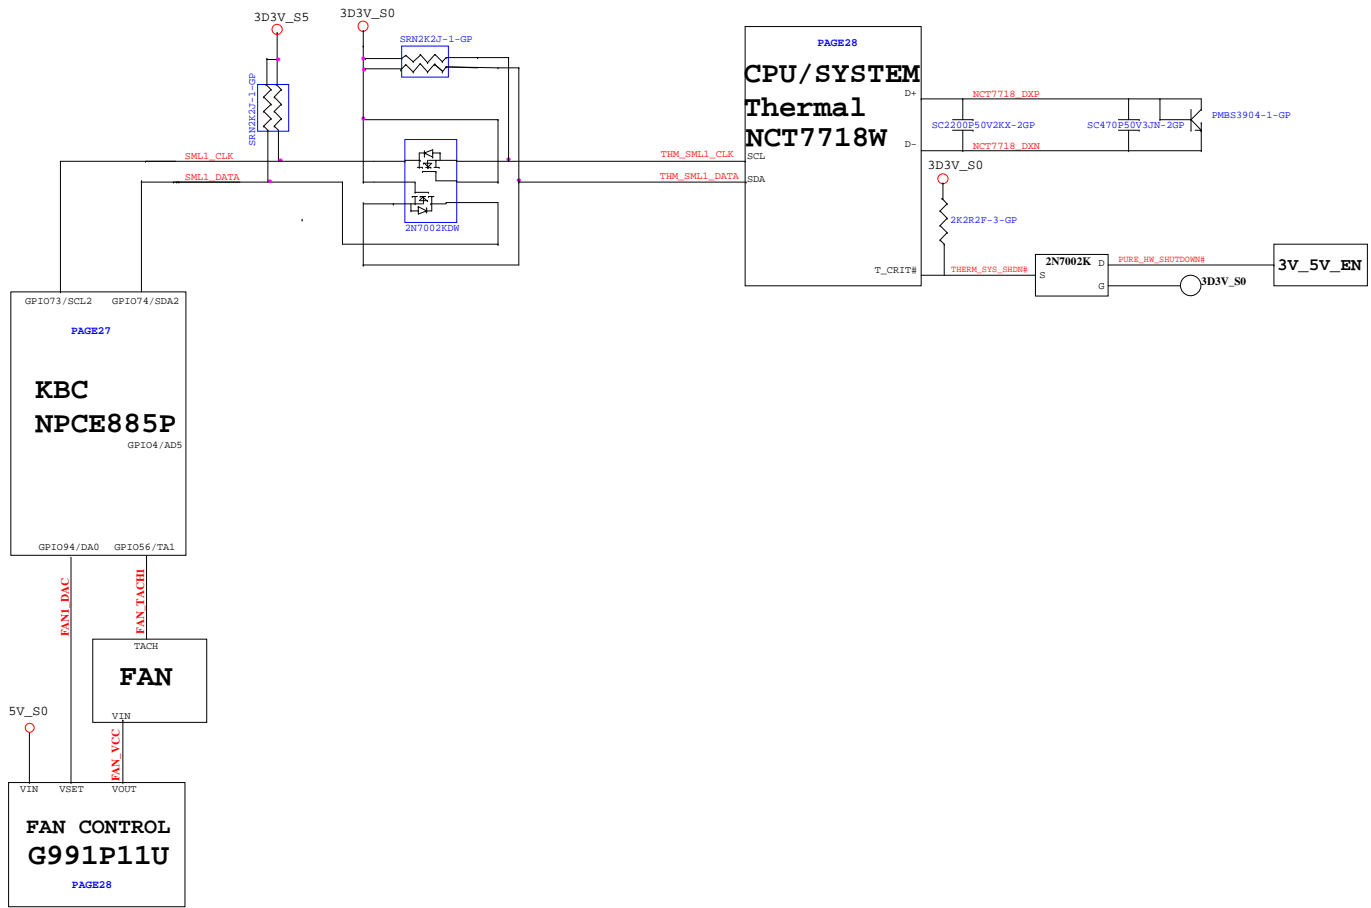 3D3V_S5
3D3V_S0
SRN2K2J-1-GP
SRN2K2J-1-GP
PAGE28
CPU/SYSTEM
Thermal
NCT7718W
D+
D-
SCL
SDA
T_CRIT#
NCT7718_DXP
SC2200P50V2KX-2GP
SC470P50V3JN-2GP
PMBS3904-1-GP
NCT7718_DXN
SML1_CLK
SML1_DATA
THM_SML1_CLK
THM_SML1_DATA
2N7002KDW
3D3V_S0
2K2R2F-3-GP
THERM_SYS_SHDN#
2N7002K
D
S
G
PURE_HW_SHUTDOWN#
3D3V_S0
3V_5V_EN
GPIO73/SCL2
GPIO74/SDA2
PAGE27
KBC
NPCE885P
GPIO4/AD5
GPIO94/DA0
GPIO56/TA1
FAN1_DAC
FAN_TACH1
TACH
FAN
VIN
5V_S0
FAN_VCC
VIN
VSET
VOUT
FAN CONTROL
G991P11U
PAGE28